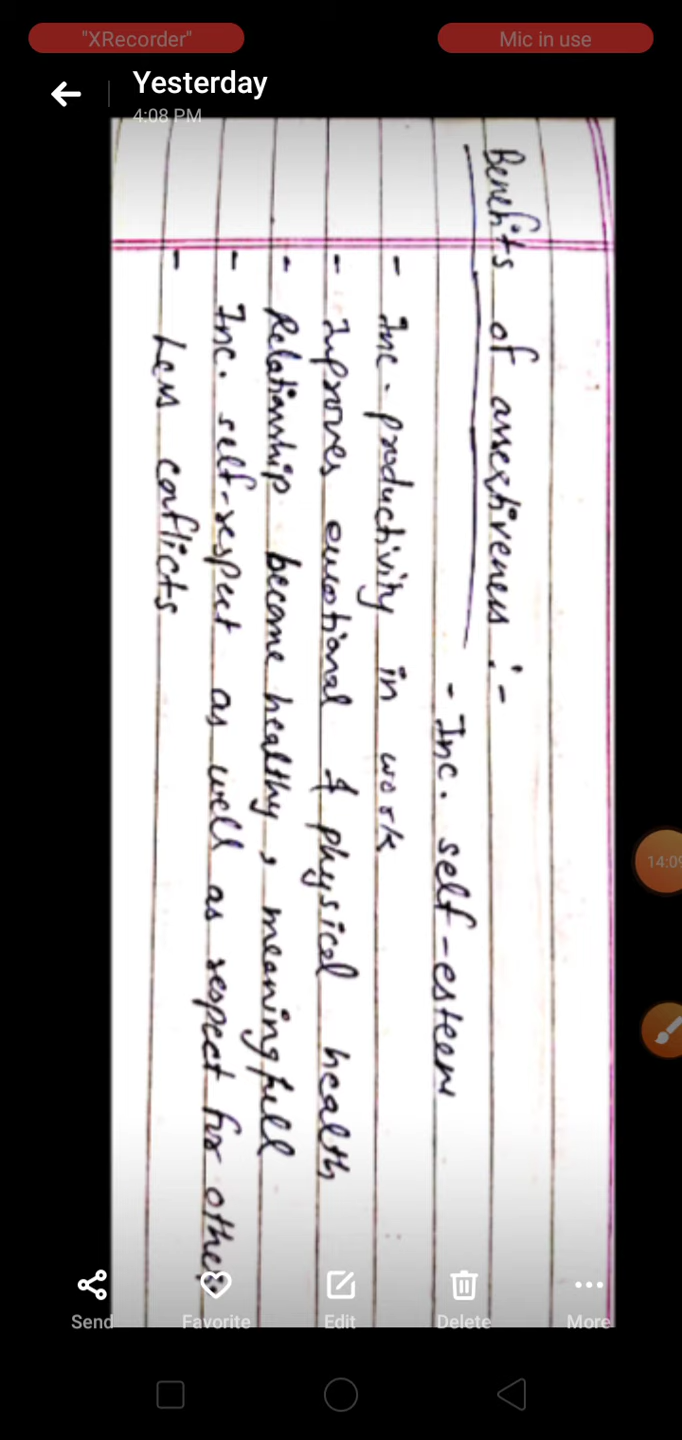 "XRecorder"
Mic in use
Yesterday
4:08 PM
Benefits of assertiveness :-
- Inc. self-esteem
- Inc. productivity in work
- Improves emotional & physical health
- Relationship become healthy, meaningfull
- Inc. self-respect as well as respect for other
- Less conflicts
14:09
Send
Favorite
Edit
Delete
More